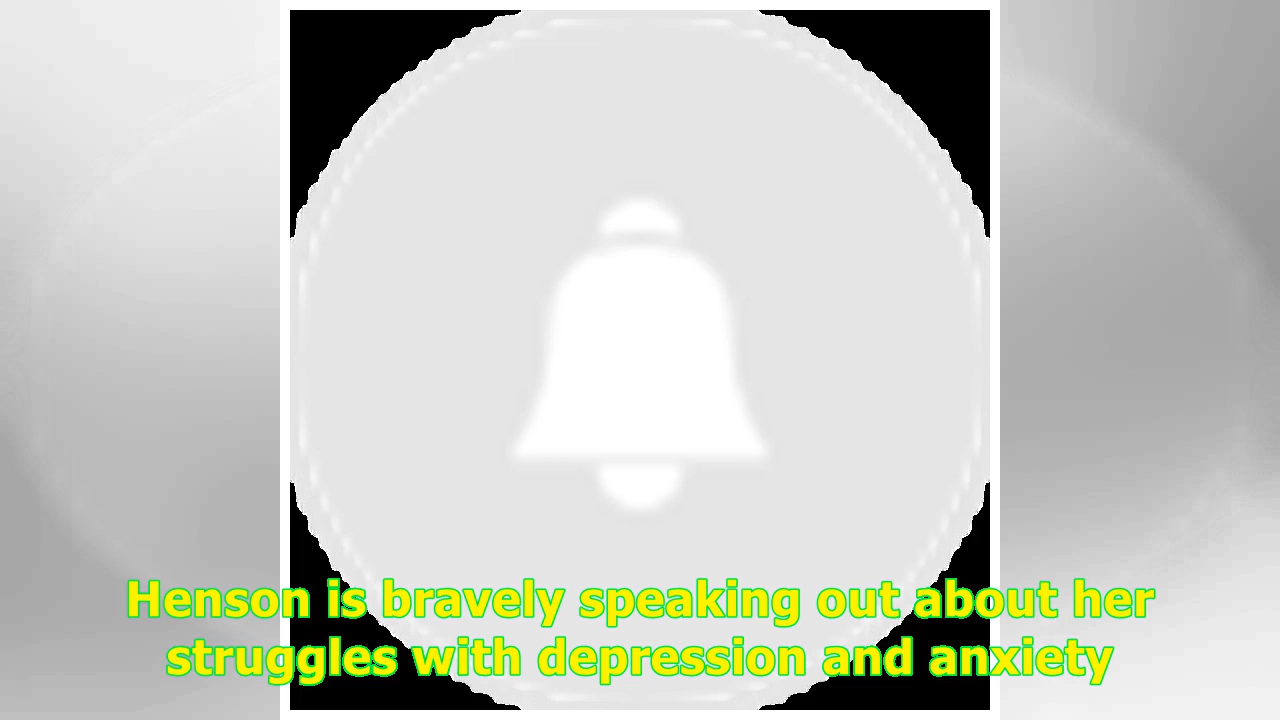 Henson is bravely speaking out about her
struggles with depression and anxiety